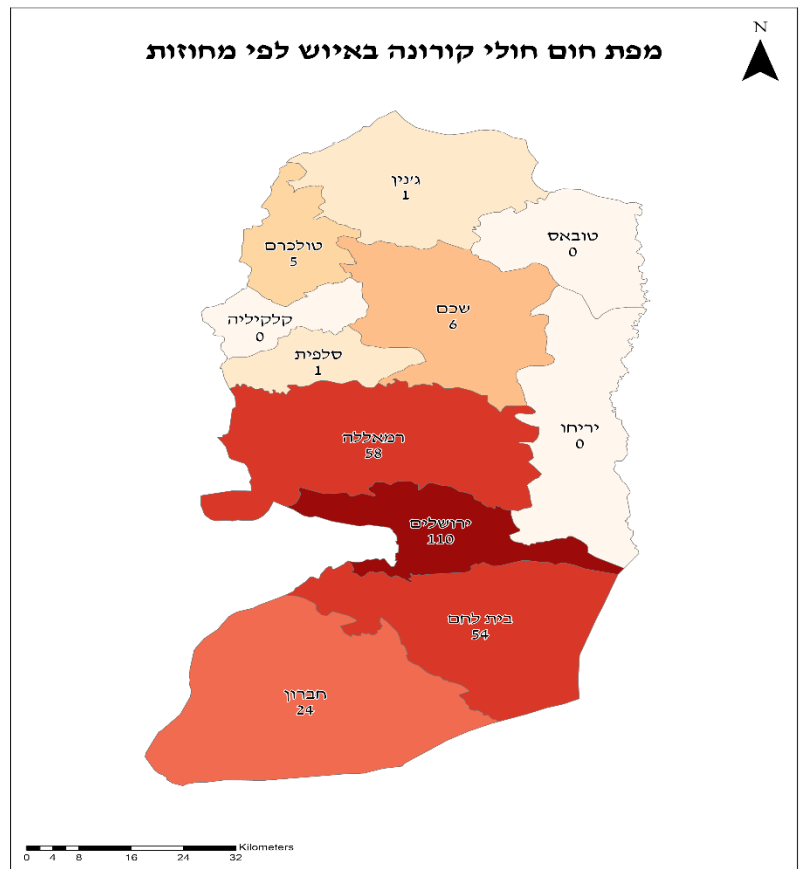 מפת חום חולי קורונה באיוש לפי מחוזות
N
ג'נין
1
טובאס
0
טולכרם
5
שכם
6
קלקיליה
0
סלפית
1
יריחו
0
רמאללה
58
ירושלים
110
בית לחם
54
חברון
24
Kilometers
0 4 8 16 24 32